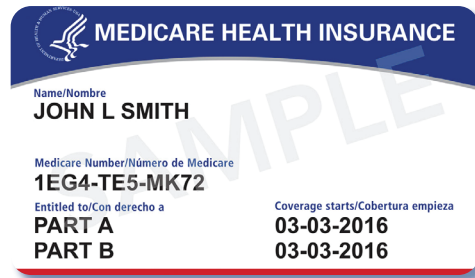 MEDICARE HEALTH INSURANCE
Name/Nombre
JOHN L SMITH
Medicare Number/Número de Medicare
1EG4-TE5-MK72
Entitled to/Con derecho a Coverage starts/Cobertura empieza
PART A 03-03-2016
PART B 03-03-2016
SAMPLE